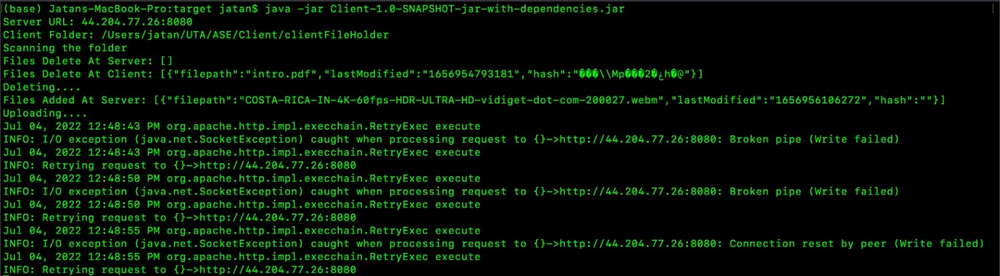 (base) Jatans-MacBook-Pro:target jatan$ java -jar Client-1.0-SNAPSHOT-jar-with-dependencies.jar
Server URL: 44.204.77.26:8080
Client Folder: /Users/jatan/UTA/ASE/Client/clientFileHolder
Scanning the folder
Files Delete At Server: []
Files Delete At Client: [{"filepath":"intro.pdf","lastModified":"1656954793181","hash":"���\\Mp���2�ۼh�@"}]
Deleting....
Files Added At Server: [{"filepath":"COSTA-RICA-IN-4K-60fps-HDR-ULTRA-HD-vidiget-dot-com-200027.webm","lastModified":"1656956106272","hash":""}]
Uploading....
Jul 04, 2022 12:48:43 PM org.apache.http.impl.execchain.RetryExec execute
INFO: I/O exception (java.net.SocketException) caught when processing request to {}->http://44.204.77.26:8080: Broken pipe (Write failed)
Jul 04, 2022 12:48:43 PM org.apache.http.impl.execchain.RetryExec execute
INFO: Retrying request to {}->http://44.204.77.26:8080
Jul 04, 2022 12:48:50 PM org.apache.http.impl.execchain.RetryExec execute
INFO: I/O exception (java.net.SocketException) caught when processing request to {}->http://44.204.77.26:8080: Broken pipe (Write failed)
Jul 04, 2022 12:48:50 PM org.apache.http.impl.execchain.RetryExec execute
INFO: Retrying request to {}->http://44.204.77.26:8080
Jul 04, 2022 12:48:55 PM org.apache.http.impl.execchain.RetryExec execute
INFO: I/O exception (java.net.SocketException) caught when processing request to {}->http://44.204.77.26:8080: Connection reset by peer (Write failed)
Jul 04, 2022 12:48:55 PM org.apache.http.impl.execchain.RetryExec execute
INFO: Retrying request to {}->http://44.204.77.26:8080